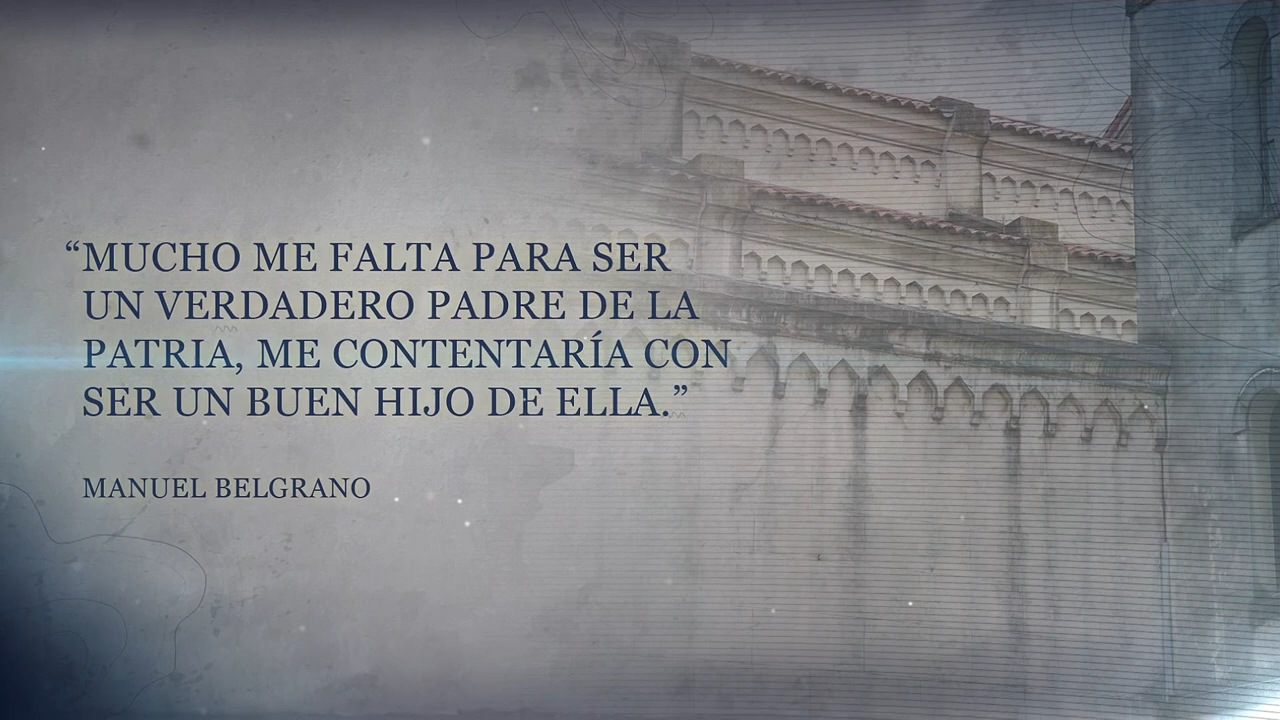 “MUCHO ME FALTA PARA SER
UN VERDADERO PADRE DE LA
PATRIA, ME CONTENTARÍA CON
SER UN BUEN HIJO DE ELLA.”
MANUEL BELGRANO